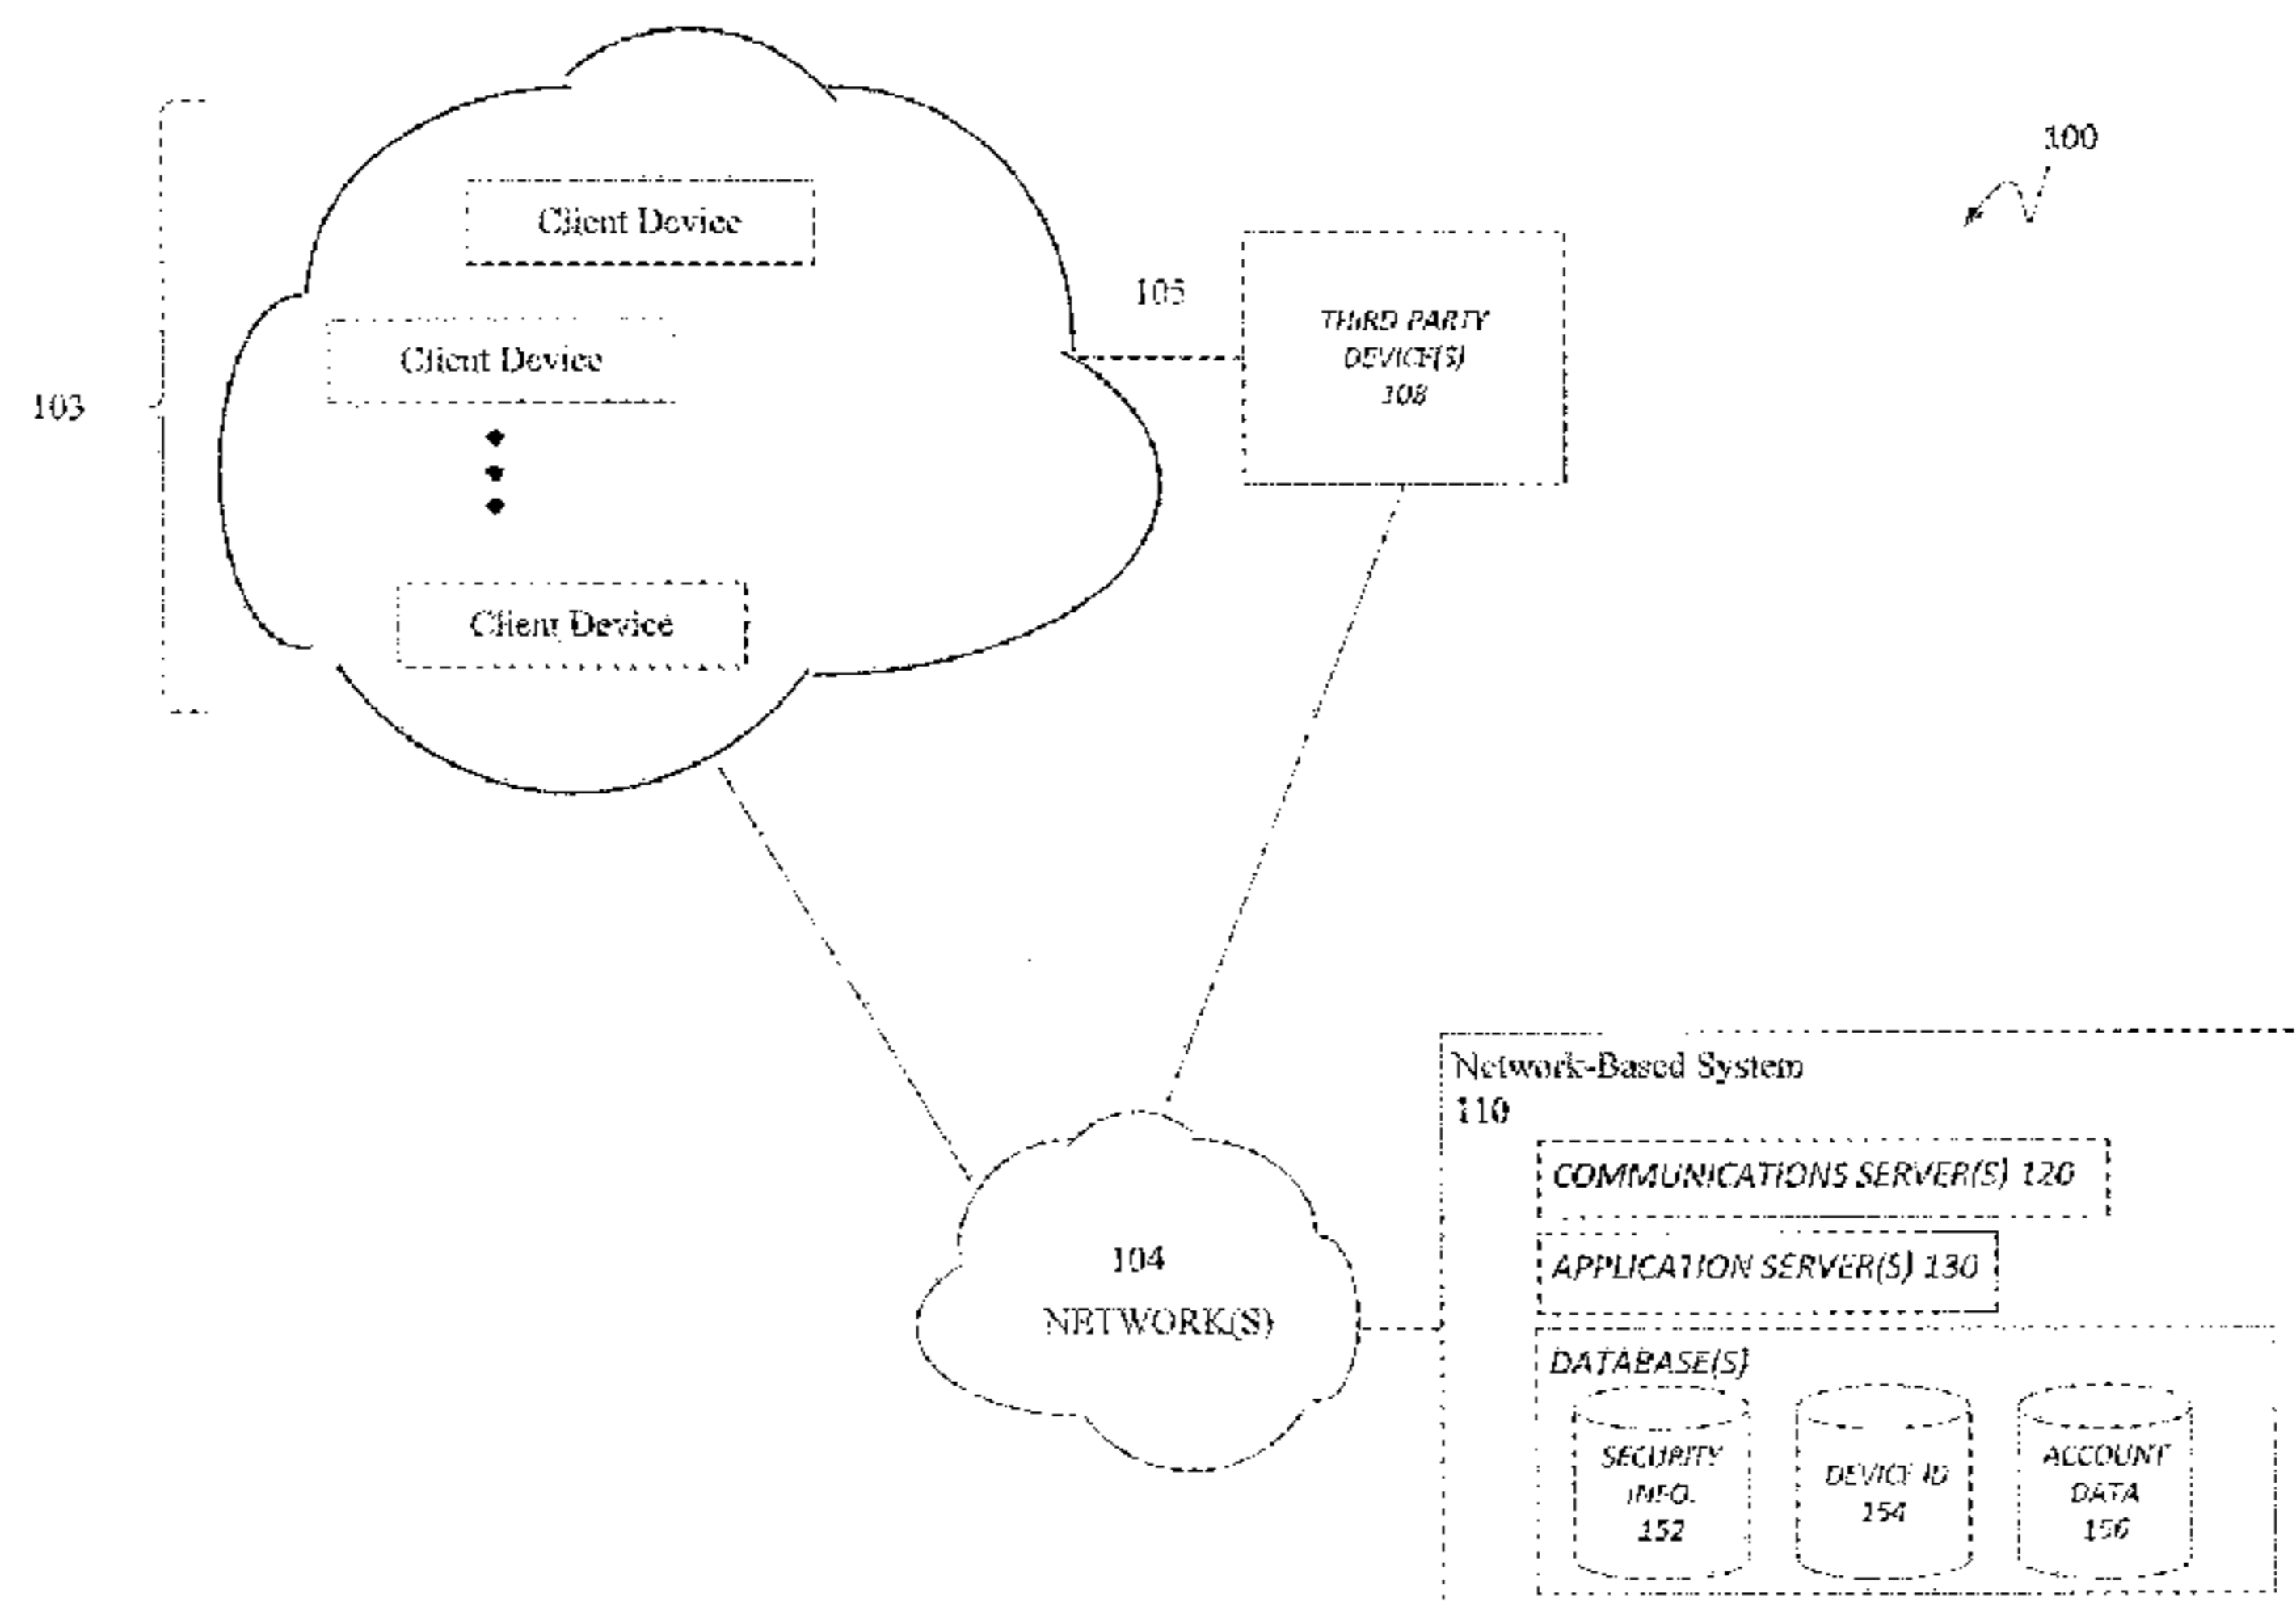 100
Client Device
105
THIRD PARTY
DEVICE(S)
108
Client Device
103
Client Device
Network-Based System
110
COMMUNICATIONS SERVER(S) 120
104
NETWORK(S)
APPLICATION SERVER(S) 130
DATABASE(S)
SECURITY
INFO.
152
DEVICE ID
154
ACCOUNT
DATA
156